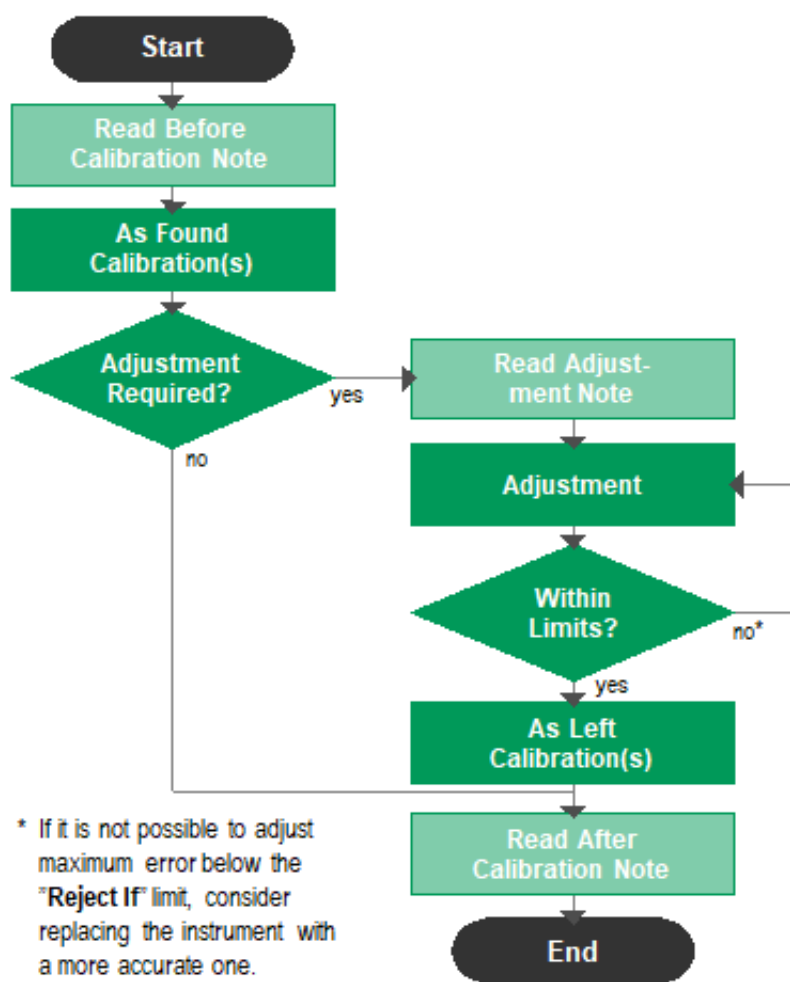 Start
Read Before
Calibration Note
As Found
Calibration(s)
Adjustment
Required?
yes
no
Read Adjust-
ment Note
Adjustment
Within
Limits?
no*
yes
As Left
Calibration(s)
Read After
Calibration Note
End
* If it is not possible to adjust
maximum error below the
"Reject If" limit, consider
replacing the instrument with
a more accurate one.